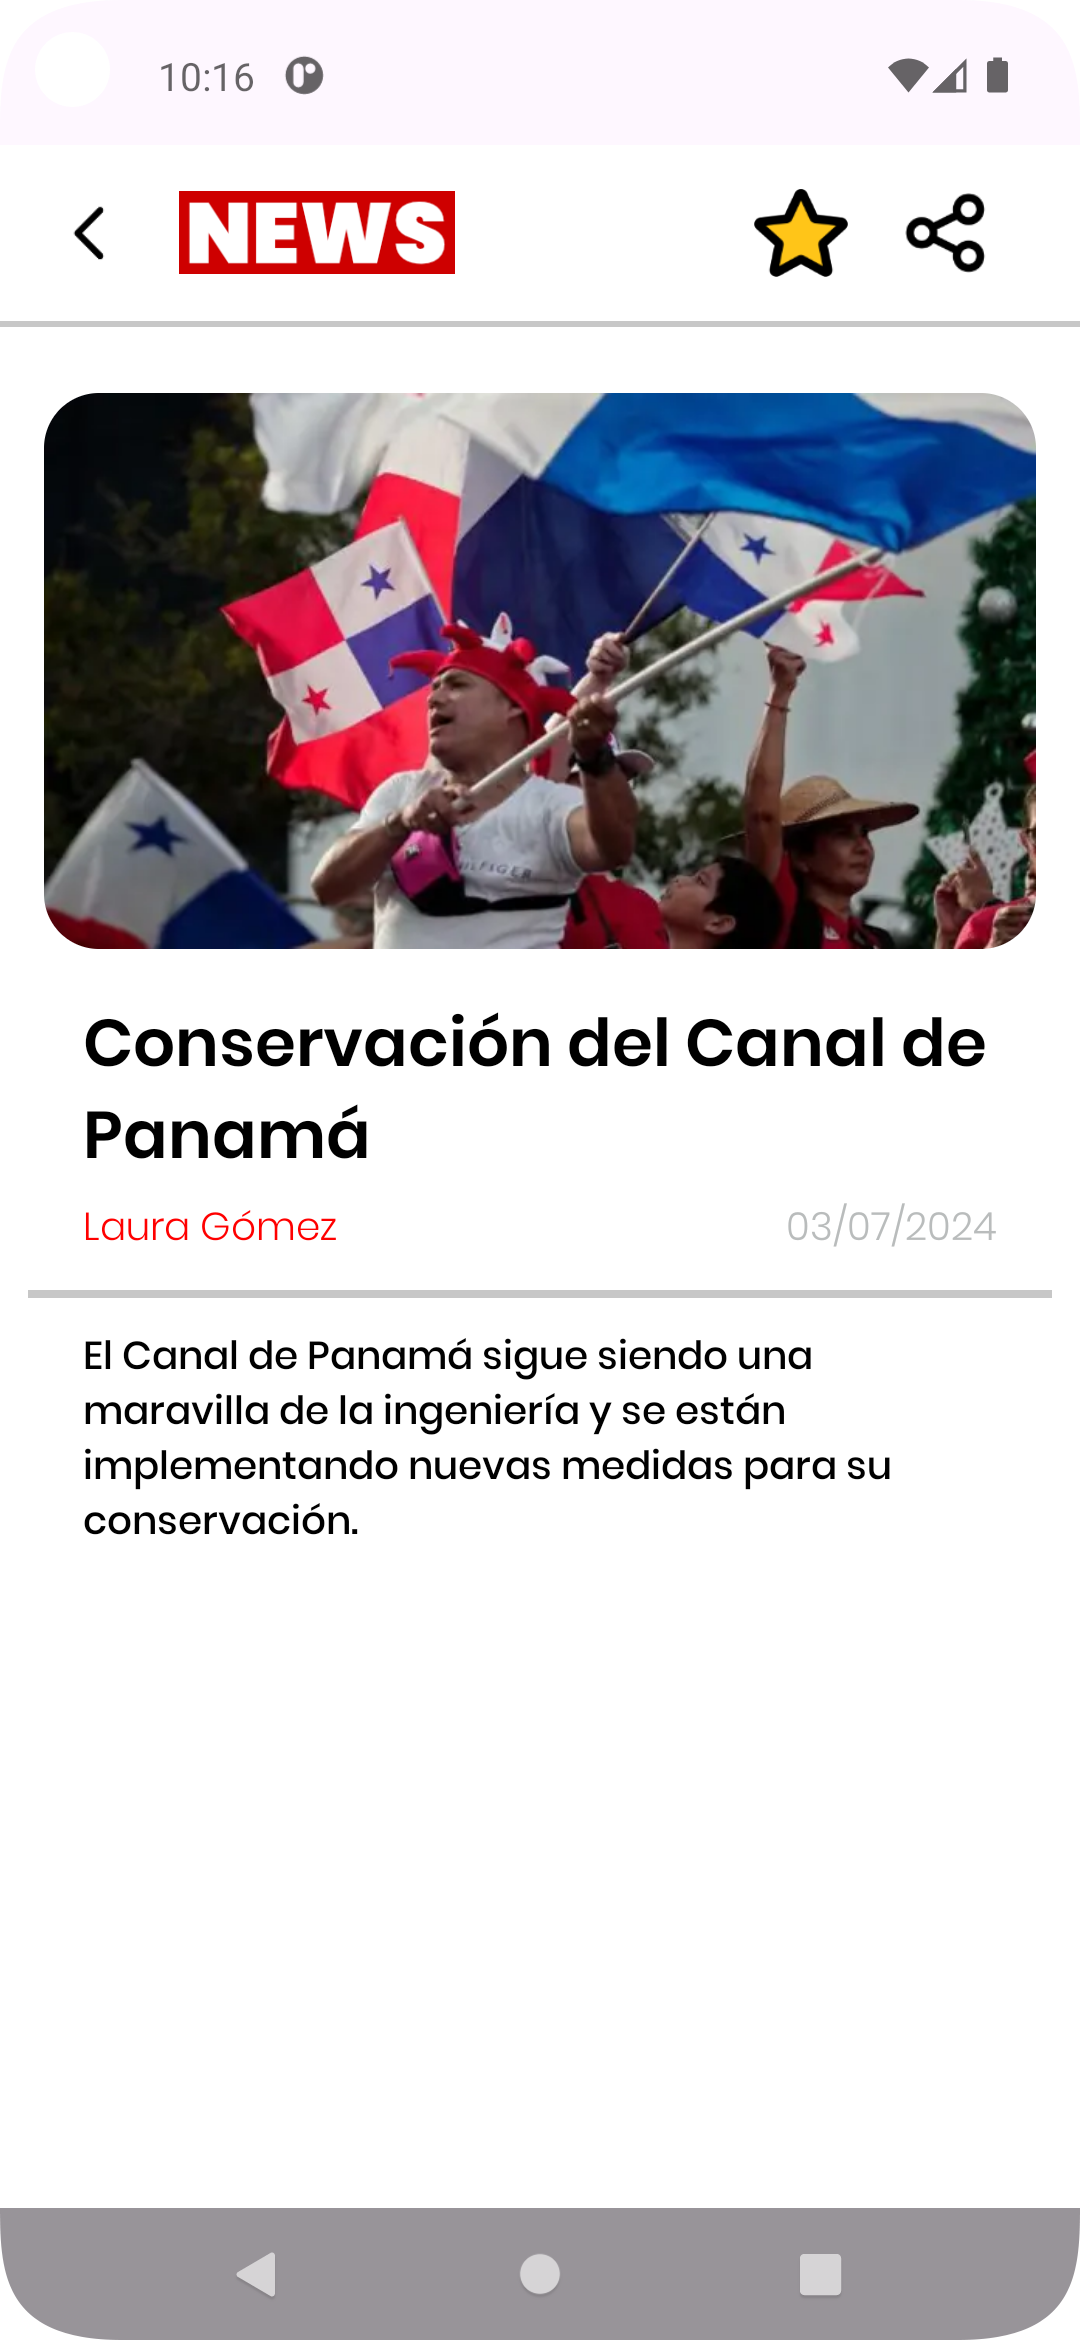 10:16
NEWS
HILFIGER
Conservación del Canal de
Panamá
Laura Gómez
03/07/2024
El Canal de Panamá sigue siendo una
maravilla de la ingeniería y se están
implementando nuevas medidas para su
conservación.